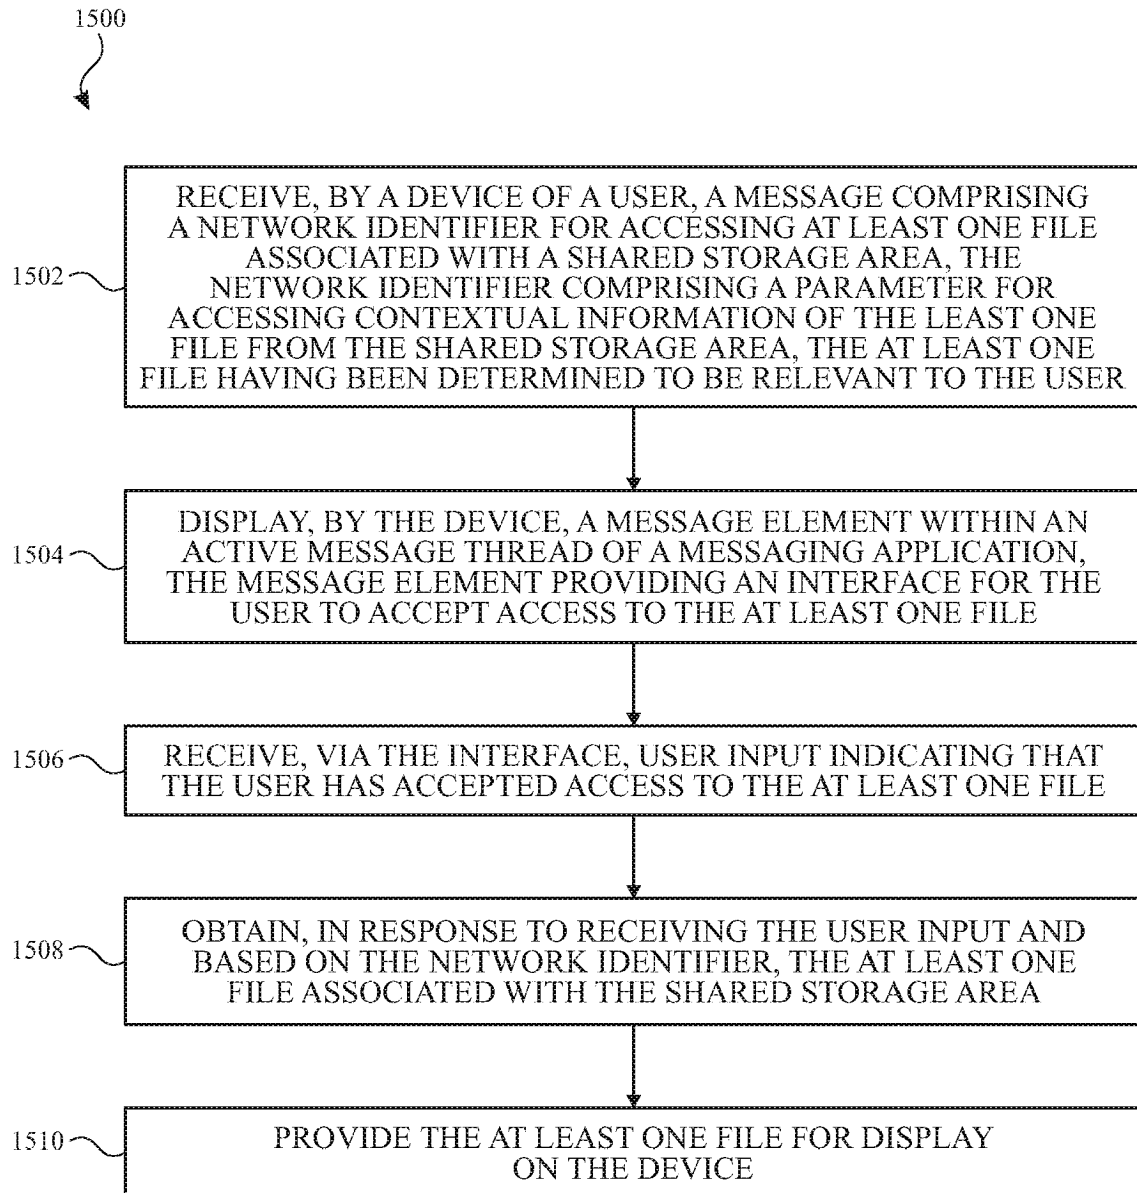 1500
1502
RECEIVE, BY A DEVICE OF A USER, A MESSAGE COMPRISING
A NETWORK IDENTIFIER FOR ACCESSING AT LEAST ONE FILE
ASSOCIATED WITH A SHARED STORAGE AREA, THE
NETWORK IDENTIFIER COMPRISING A PARAMETER FOR
ACCESSING CONTEXTUAL INFORMATION OF THE LEAST ONE
FILE FROM THE SHARED STORAGE AREA, THE AT LEAST ONE
FILE HAVING BEEN DETERMINED TO BE RELEVANT TO THE USER
1504
DISPLAY, BY THE DEVICE, A MESSAGE ELEMENT WITHIN AN
ACTIVE MESSAGE THREAD OF A MESSAGING APPLICATION,
THE MESSAGE ELEMENT PROVIDING AN INTERFACE FOR THE
USER TO ACCEPT ACCESS TO THE AT LEAST ONE FILE
1506
RECEIVE, VIA THE INTERFACE, USER INPUT INDICATING THAT
THE USER HAS ACCEPTED ACCESS TO THE AT LEAST ONE FILE
1508
OBTAIN, IN RESPONSE TO RECEIVING THE USER INPUT AND
BASED ON THE NETWORK IDENTIFIER, THE AT LEAST ONE
FILE ASSOCIATED WITH THE SHARED STORAGE AREA
1510
PROVIDE THE AT LEAST ONE FILE FOR DISPLAY
ON THE DEVICE